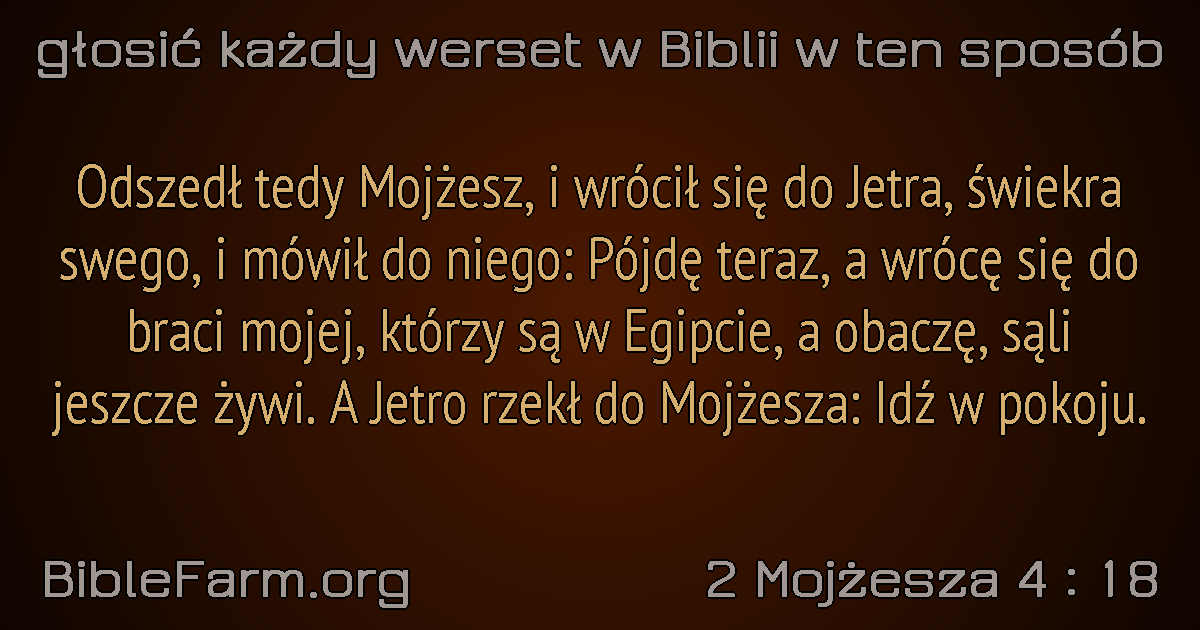 głosić każdy werset w Biblii w ten sposób
Odszedł tedy Mojżesz, i wrócił się do Jetra, świekra
swego, i mówił do niego: Pójdę teraz, a wrócę się do
braci mojej, którzy są w Egipcie, a obaczę, sąli
jeszcze żywi. A Jetro rzekł do Mojżesza: Idź w pokoju.
BibleFarm.org
2 Mojżesza 4 : 18